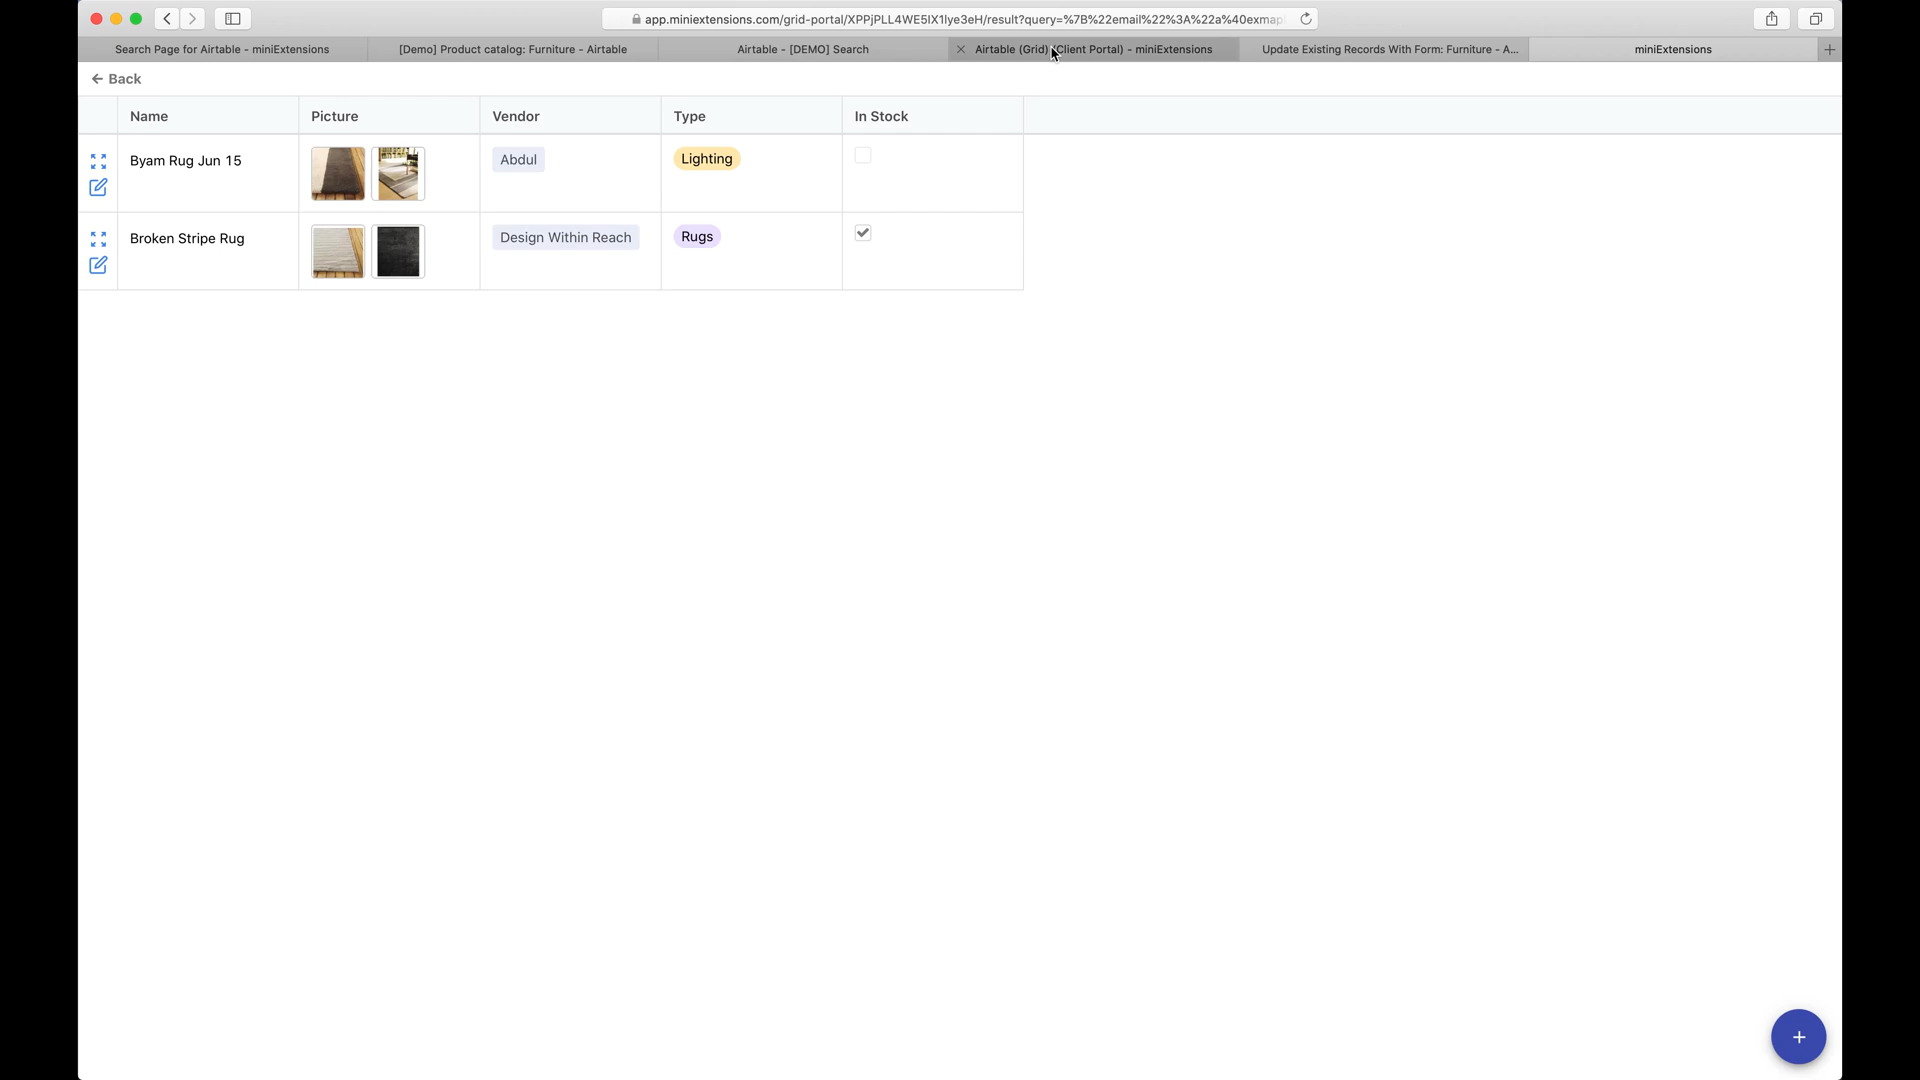 app.miniextensions.com/grid-portal/XPPjPLL4WE5lX1lye3eH/result?query=%7B%22email%22%3A%22a%40exmap
Search Page for Airtable - miniExtensions
[Demo] Product catalog: Furniture - Airtable
Airtable - [DEMO] Search
Airtable (Grid) (Client Portal) - miniExtensions
Update Existing Records With Form: Furniture - A...
miniExtensions
Back
Name Picture Vendor Type In Stock
Byam Rug Jun 15 Abdul Lighting
Broken Stripe Rug Design Within Reach Rugs